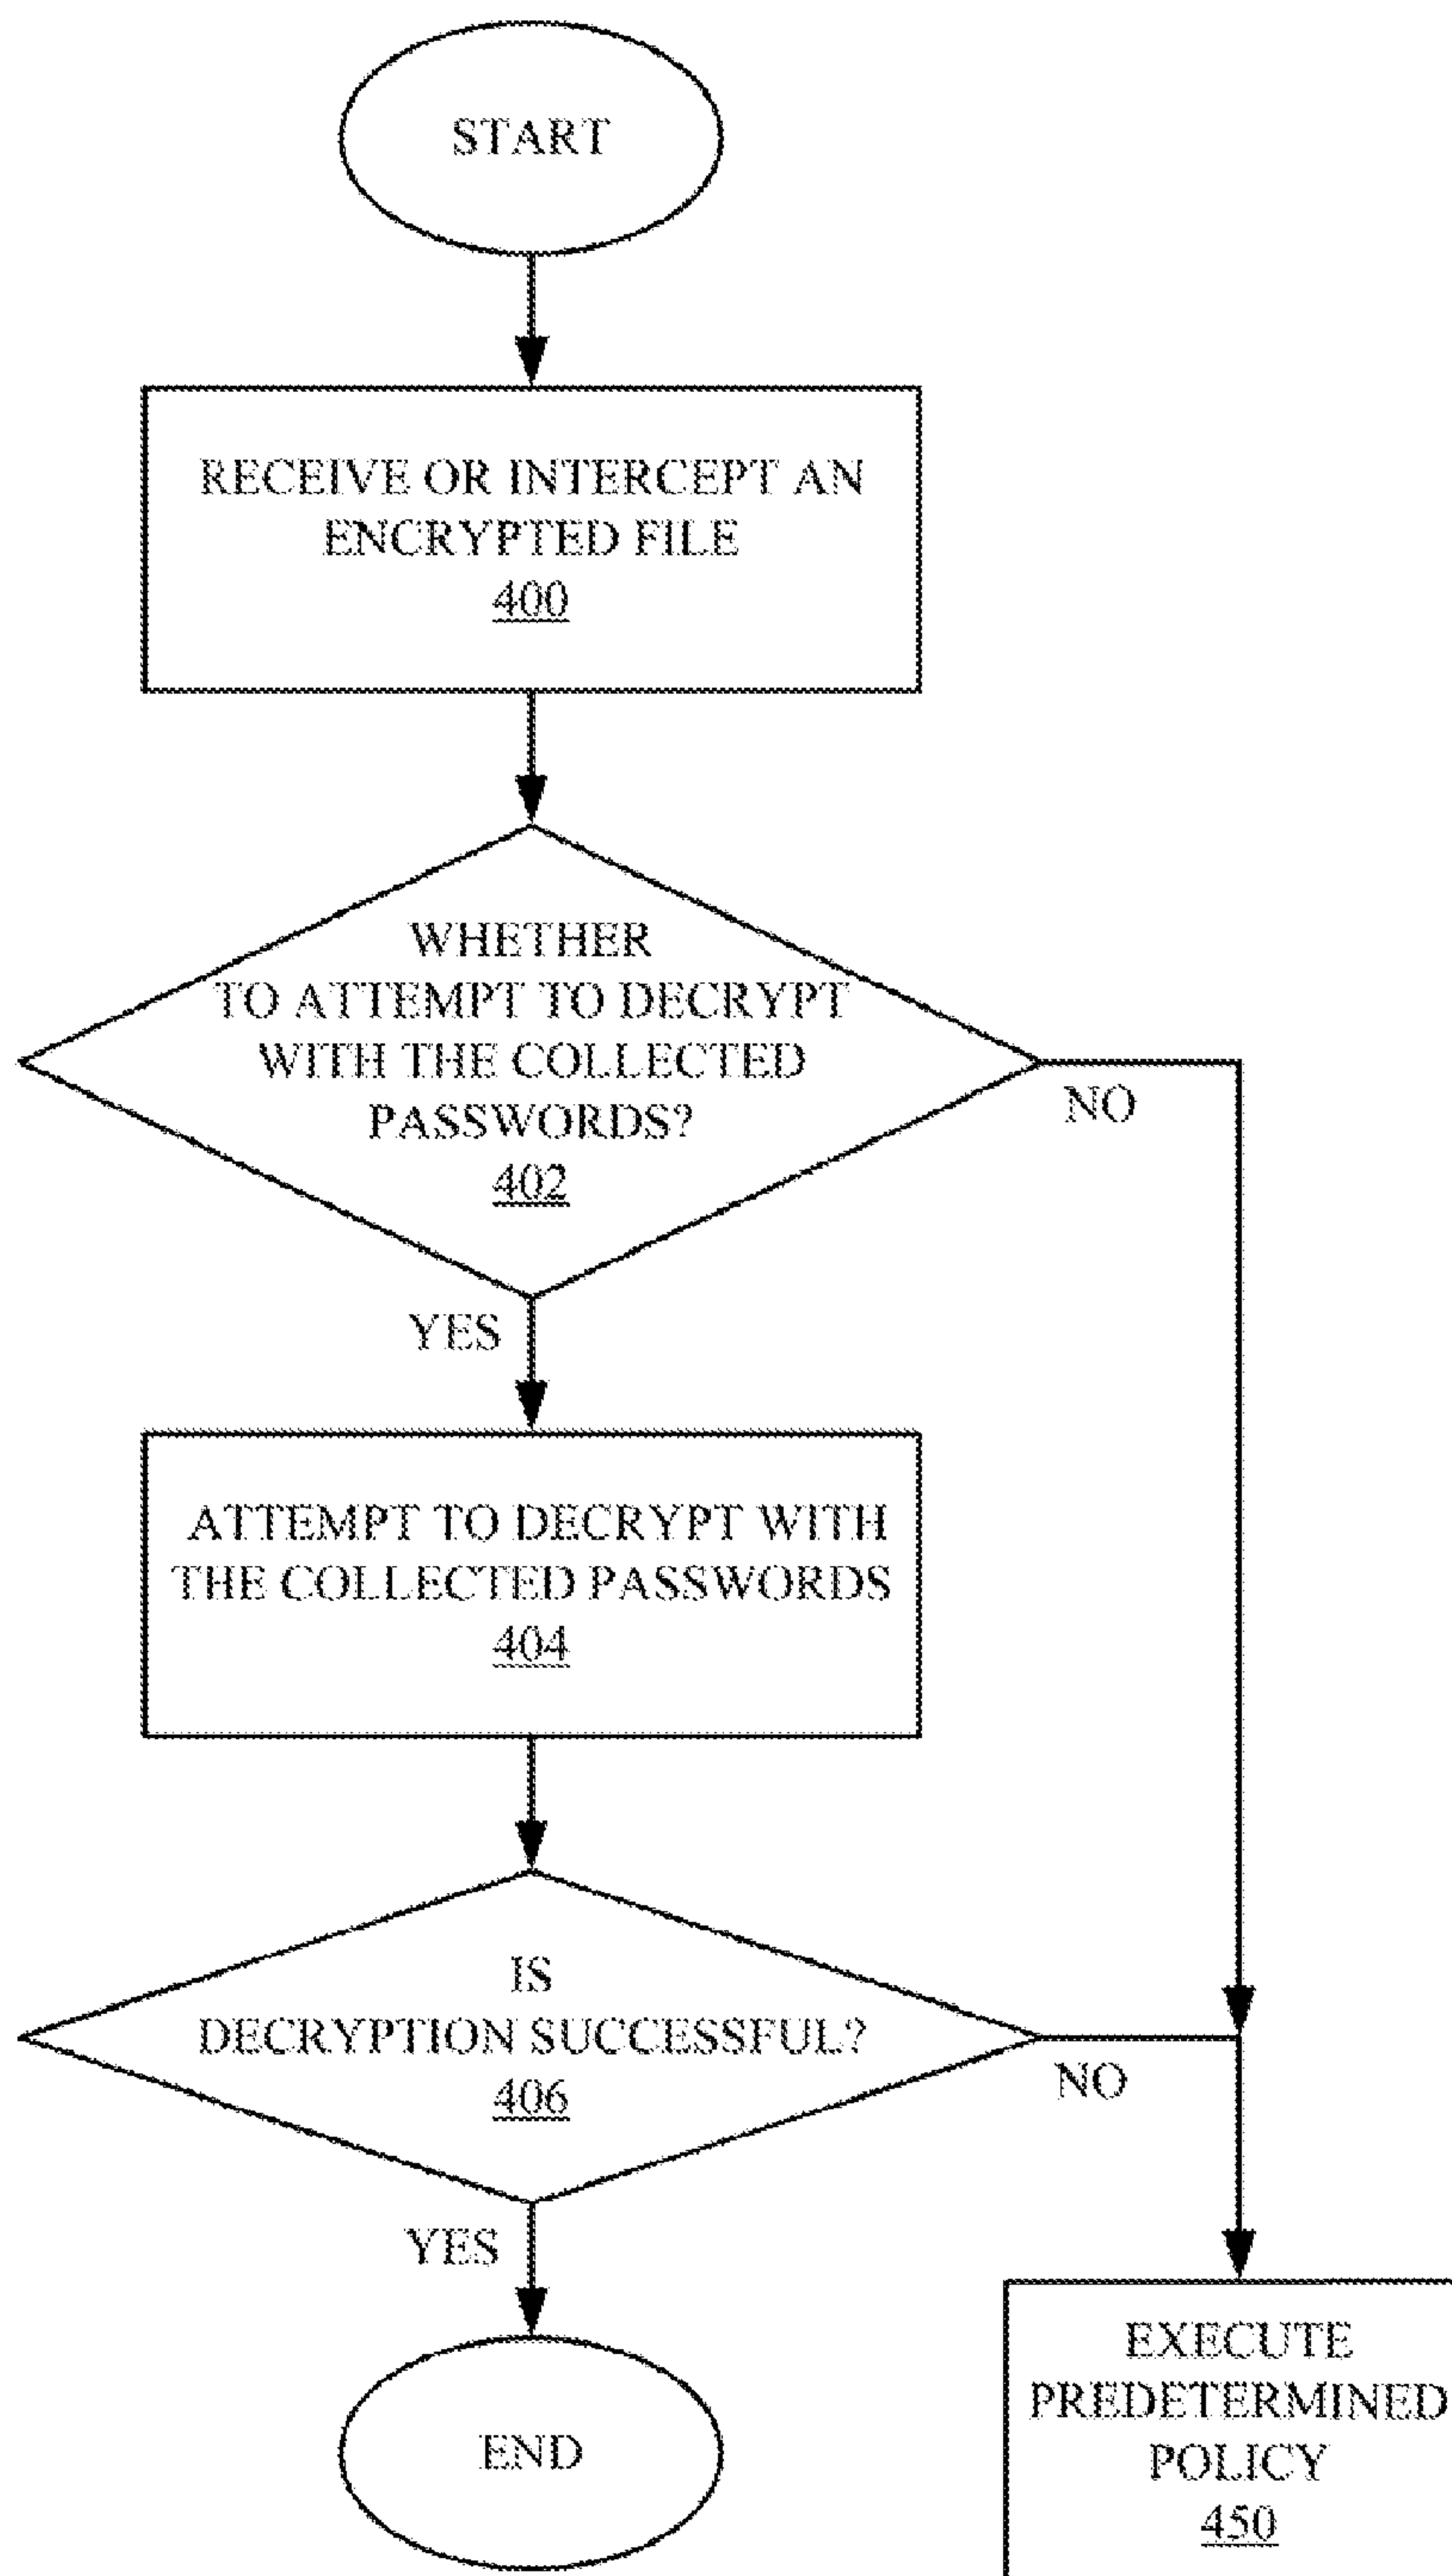 START
RECEIVE OR INTERCEPT AN
ENCRYPTED FILE
400
WHETHER
TO ATTEMPT TO DECRYPT
WITH THE COLLECTED
PASSWORDS?
402
NO
YES
ATTEMPT TO DECRYPT WITH
THE COLLECTED PASSWORDS
404
IS
DECRYPTION SUCCESSFUL?
406
NO
YES
END
EXECUTE
PREDETERMINED
POLICY
450